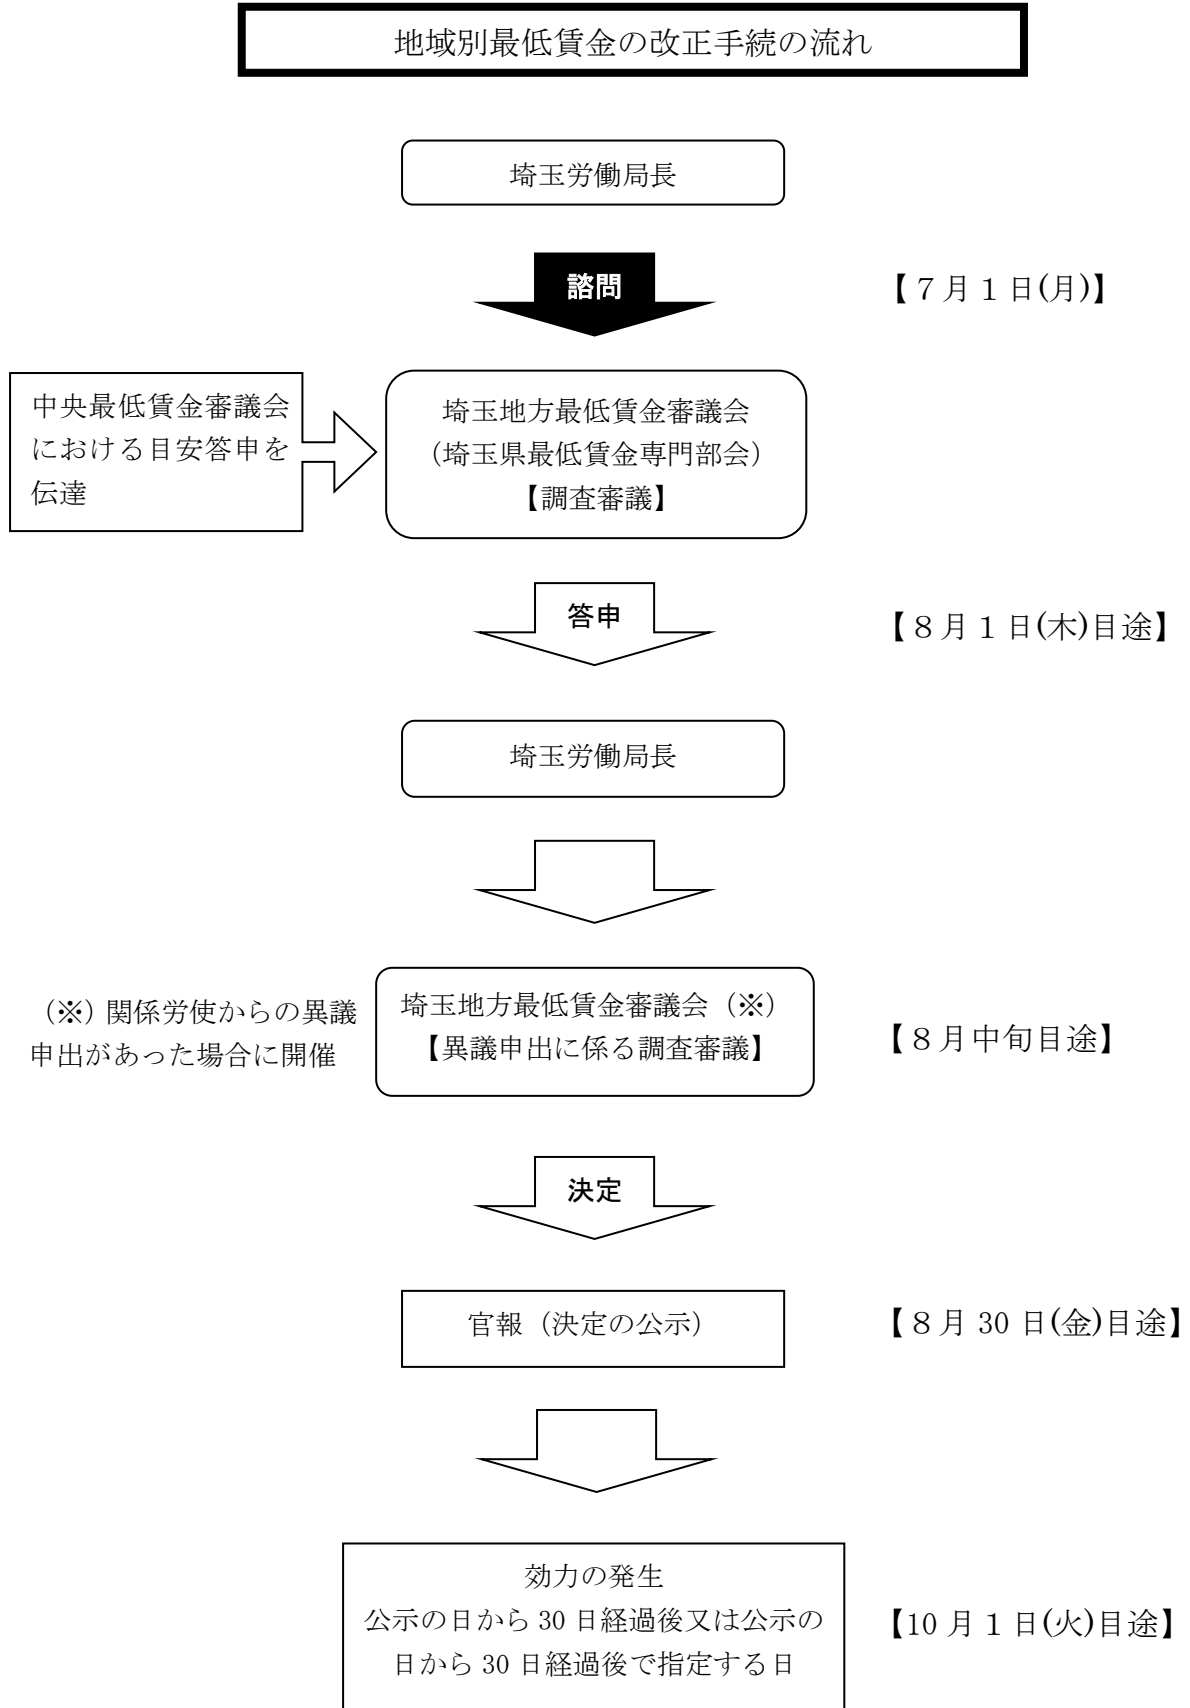 地域別最低賃金の改正手続の流れ
埼玉労働局長
諮問
【７月１日(月)】
中央最低賃金審議会
における目安答申を
伝達
埼玉地方最低賃金審議会
（埼玉県最低賃金専門部会）
【調査審議】
答申
【８月１日(木)目途】
埼玉労働局長
（※）関係労使からの異議
申出があった場合に開催
埼玉地方最低賃金審議会（※）
【異議申出に係る調査審議】
【８月中旬目途】
決定
官報（決定の公示）
【８月 30 日(金)目途】
効力の発生
公示の日から 30 日経過後又は公示の
日から 30 日経過後で指定する日
【10 月１日(火)目途】